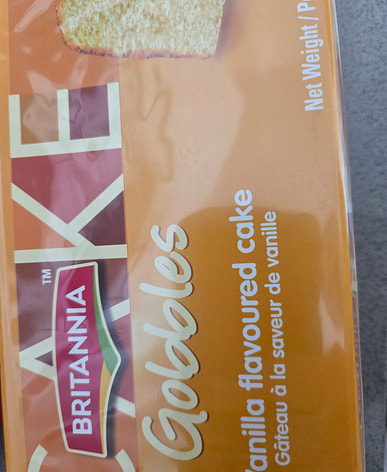 CAKE
BRITANNIA
TM
Gobbles
Vanilla flavoured cake
Gâteau à la saveur de vanille
Net Weight /